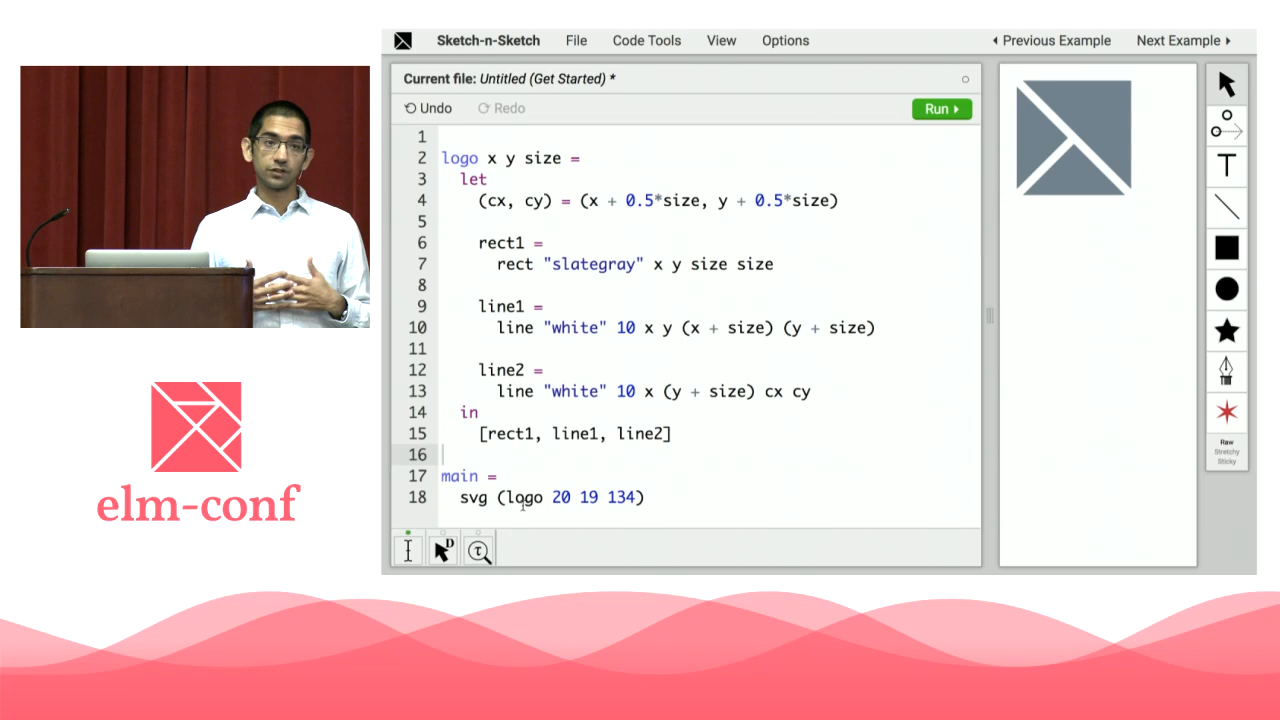 Sketch-n-Sketch File Code Tools View Options Previous Example Next Example
Current file: Untitled (Get Started) *
Undo Redo Run
1
2 logo x y size =
3 let
4 (cx, cy) = (x + 0.5*size, y + 0.5*size)
5
6 rect1 =
7 rect "slategray" x y size size
8
9 line1 =
10 line "white" 10 x y (x + size) (y + size)
11
12 line2 =
13 line "white" 10 x (y + size) cx cy
14 in
15 [rect1, line1, line2]
16
17 main =
18 svg (logo 20 19 134)
D
τ
T
Raw
Stretchy
Sticky
elm-conf